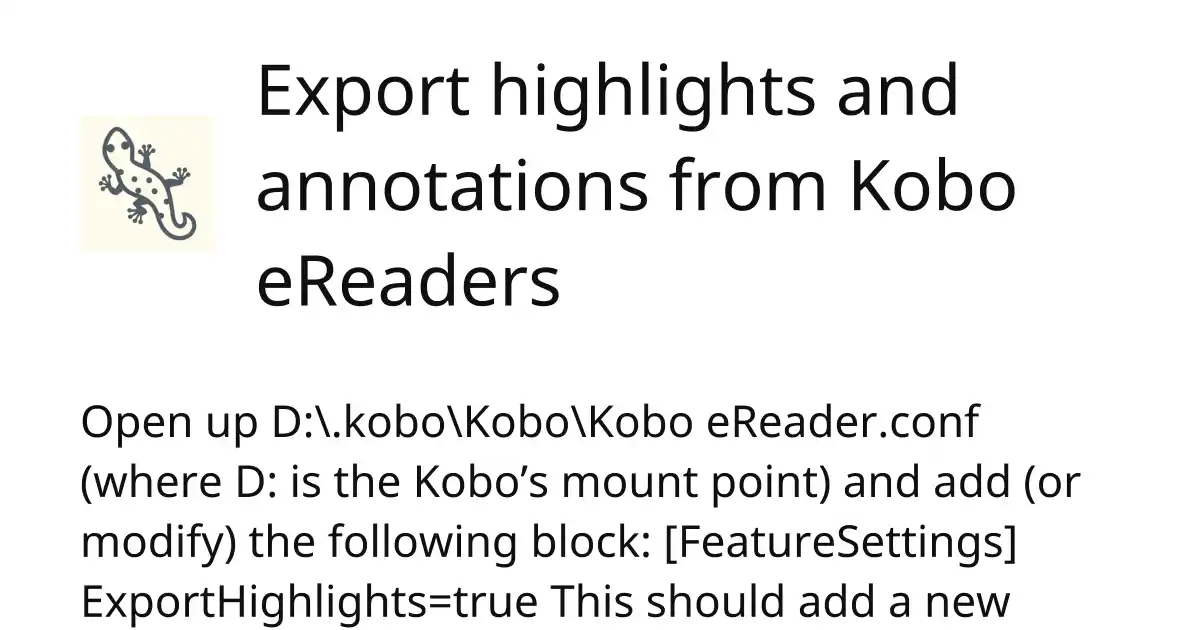 Export highlights and
annotations from Kobo
eReaders
Open up D:\.kobo\Kobo\Kobo eReader.conf
(where D: is the Kobo’s mount point) and add (or
modify) the following block: [FeatureSettings]
ExportHighlights=true This should add a new